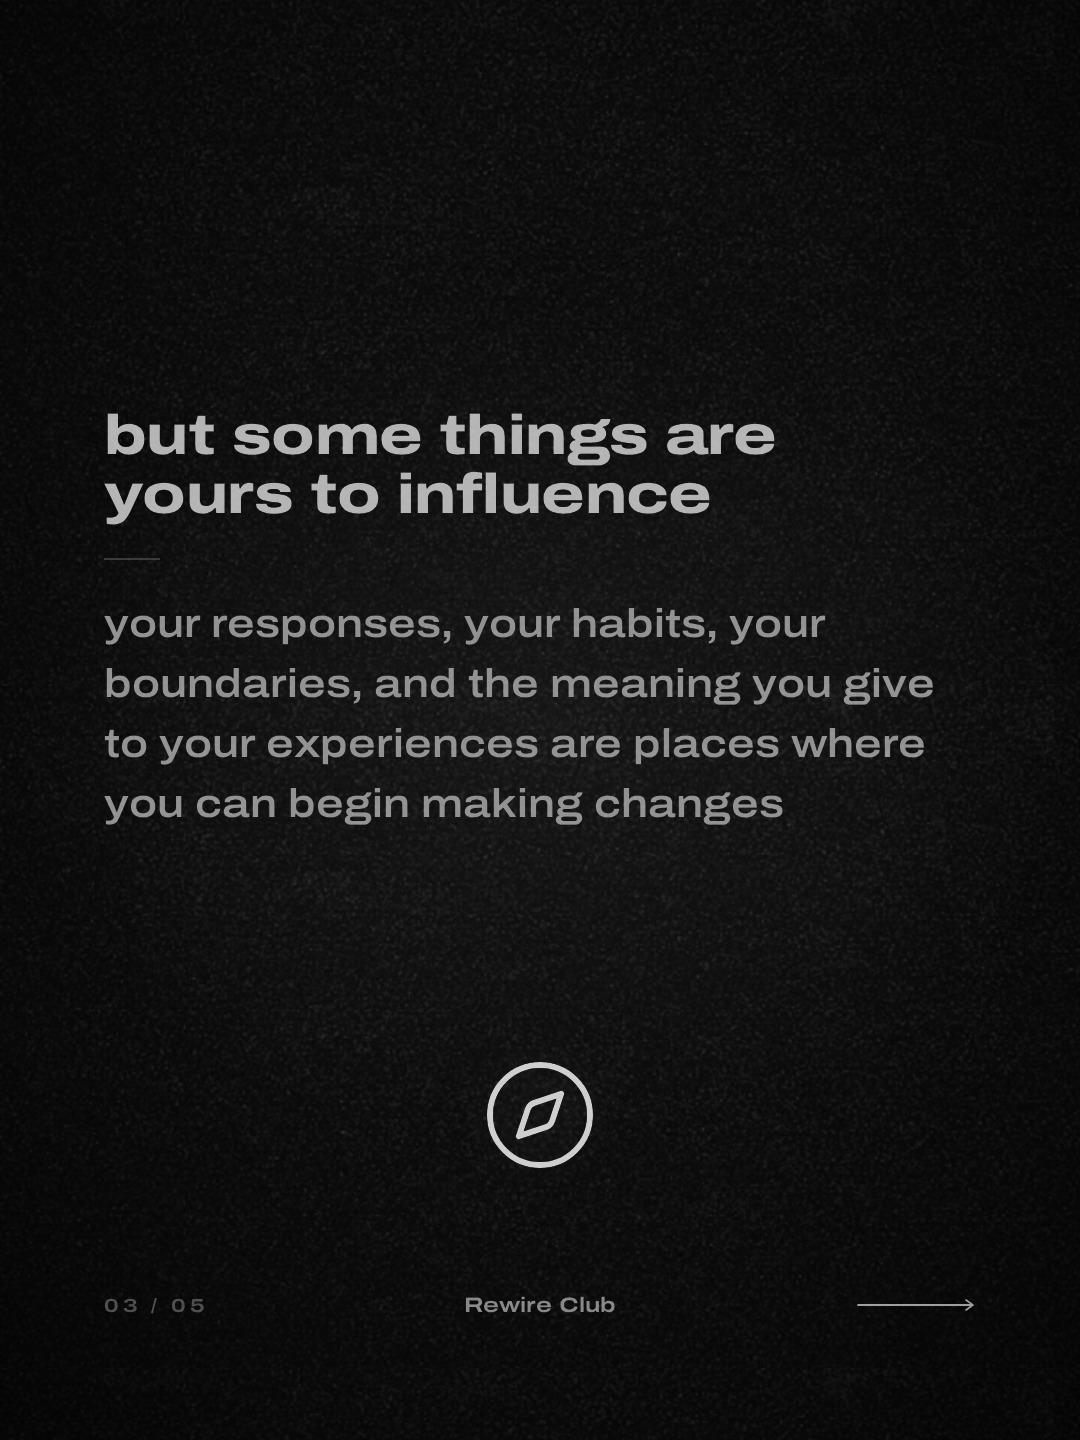 but some things are
yours to influence
your responses, your habits, your
boundaries, and the meaning you give
to your experiences are places where
you can begin making changes
03 / 05
Rewire Club